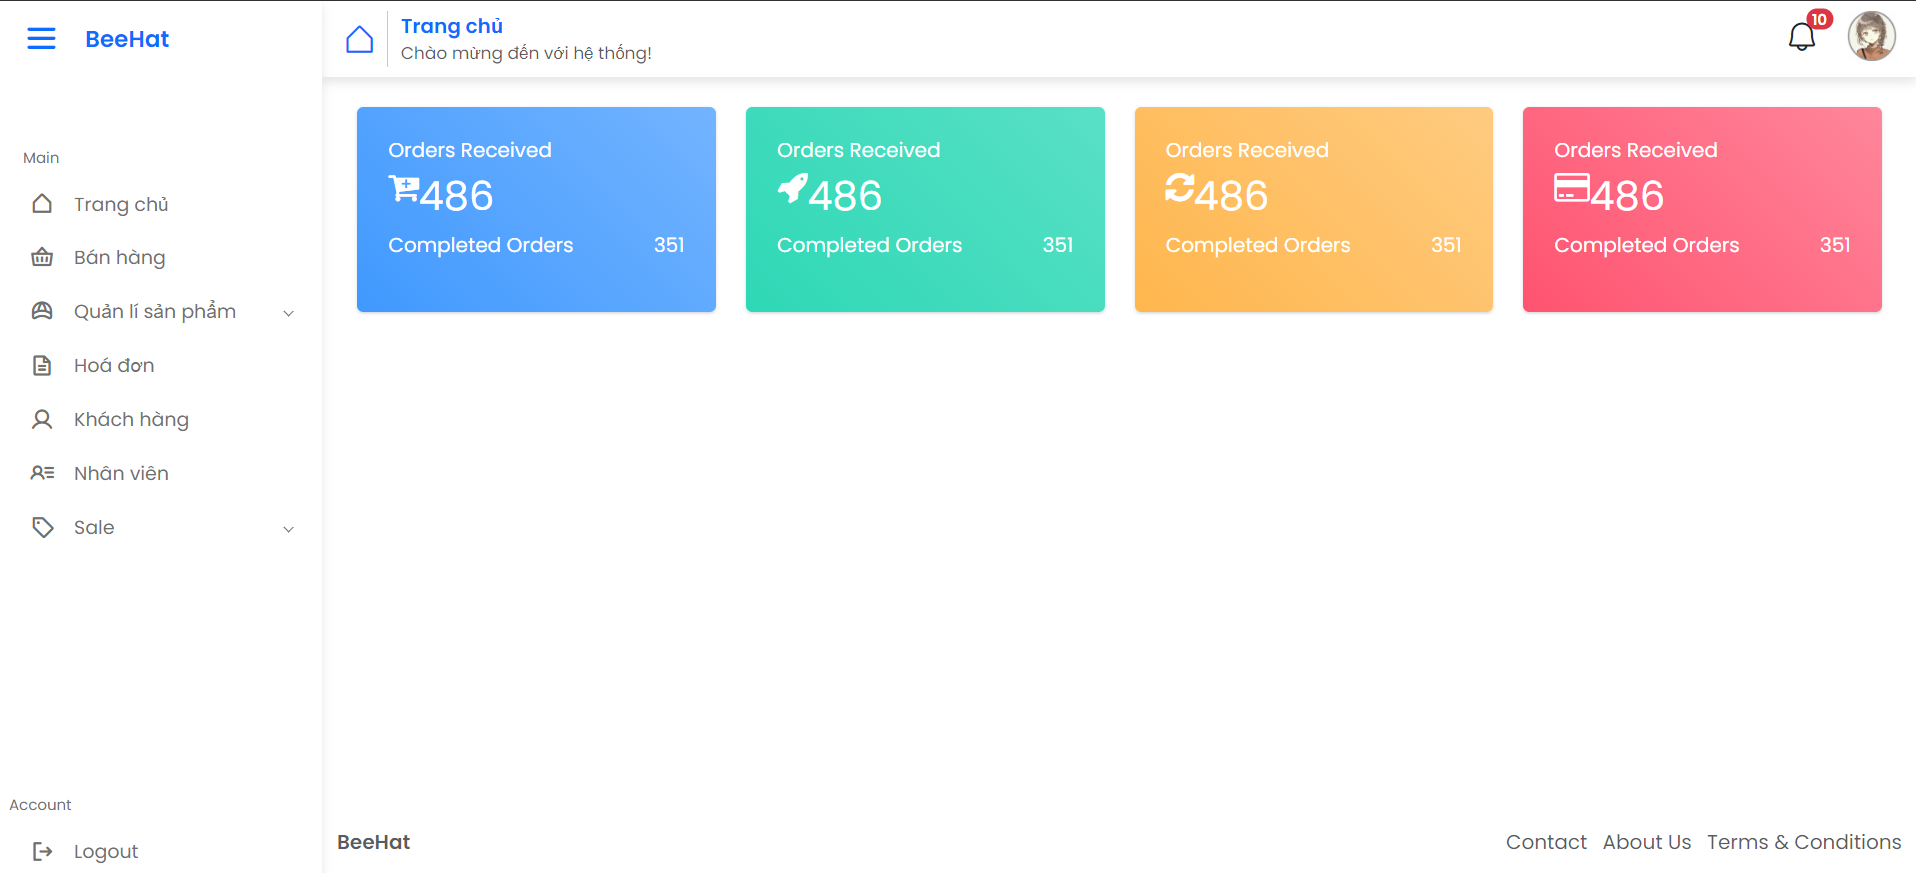 BeeHat
Main
Trang chủ
Bán hàng
Quản lí sản phẩm
Hoá đơn
Khách hàng
Nhân viên
Sale
Account
Logout
Trang chủ
Chào mừng đến với hệ thống!
10
Orders Received
486
Completed Orders 351
Orders Received
486
Completed Orders 351
Orders Received
486
Completed Orders 351
Orders Received
486
Completed Orders 351
BeeHat
Contact About Us Terms & Conditions